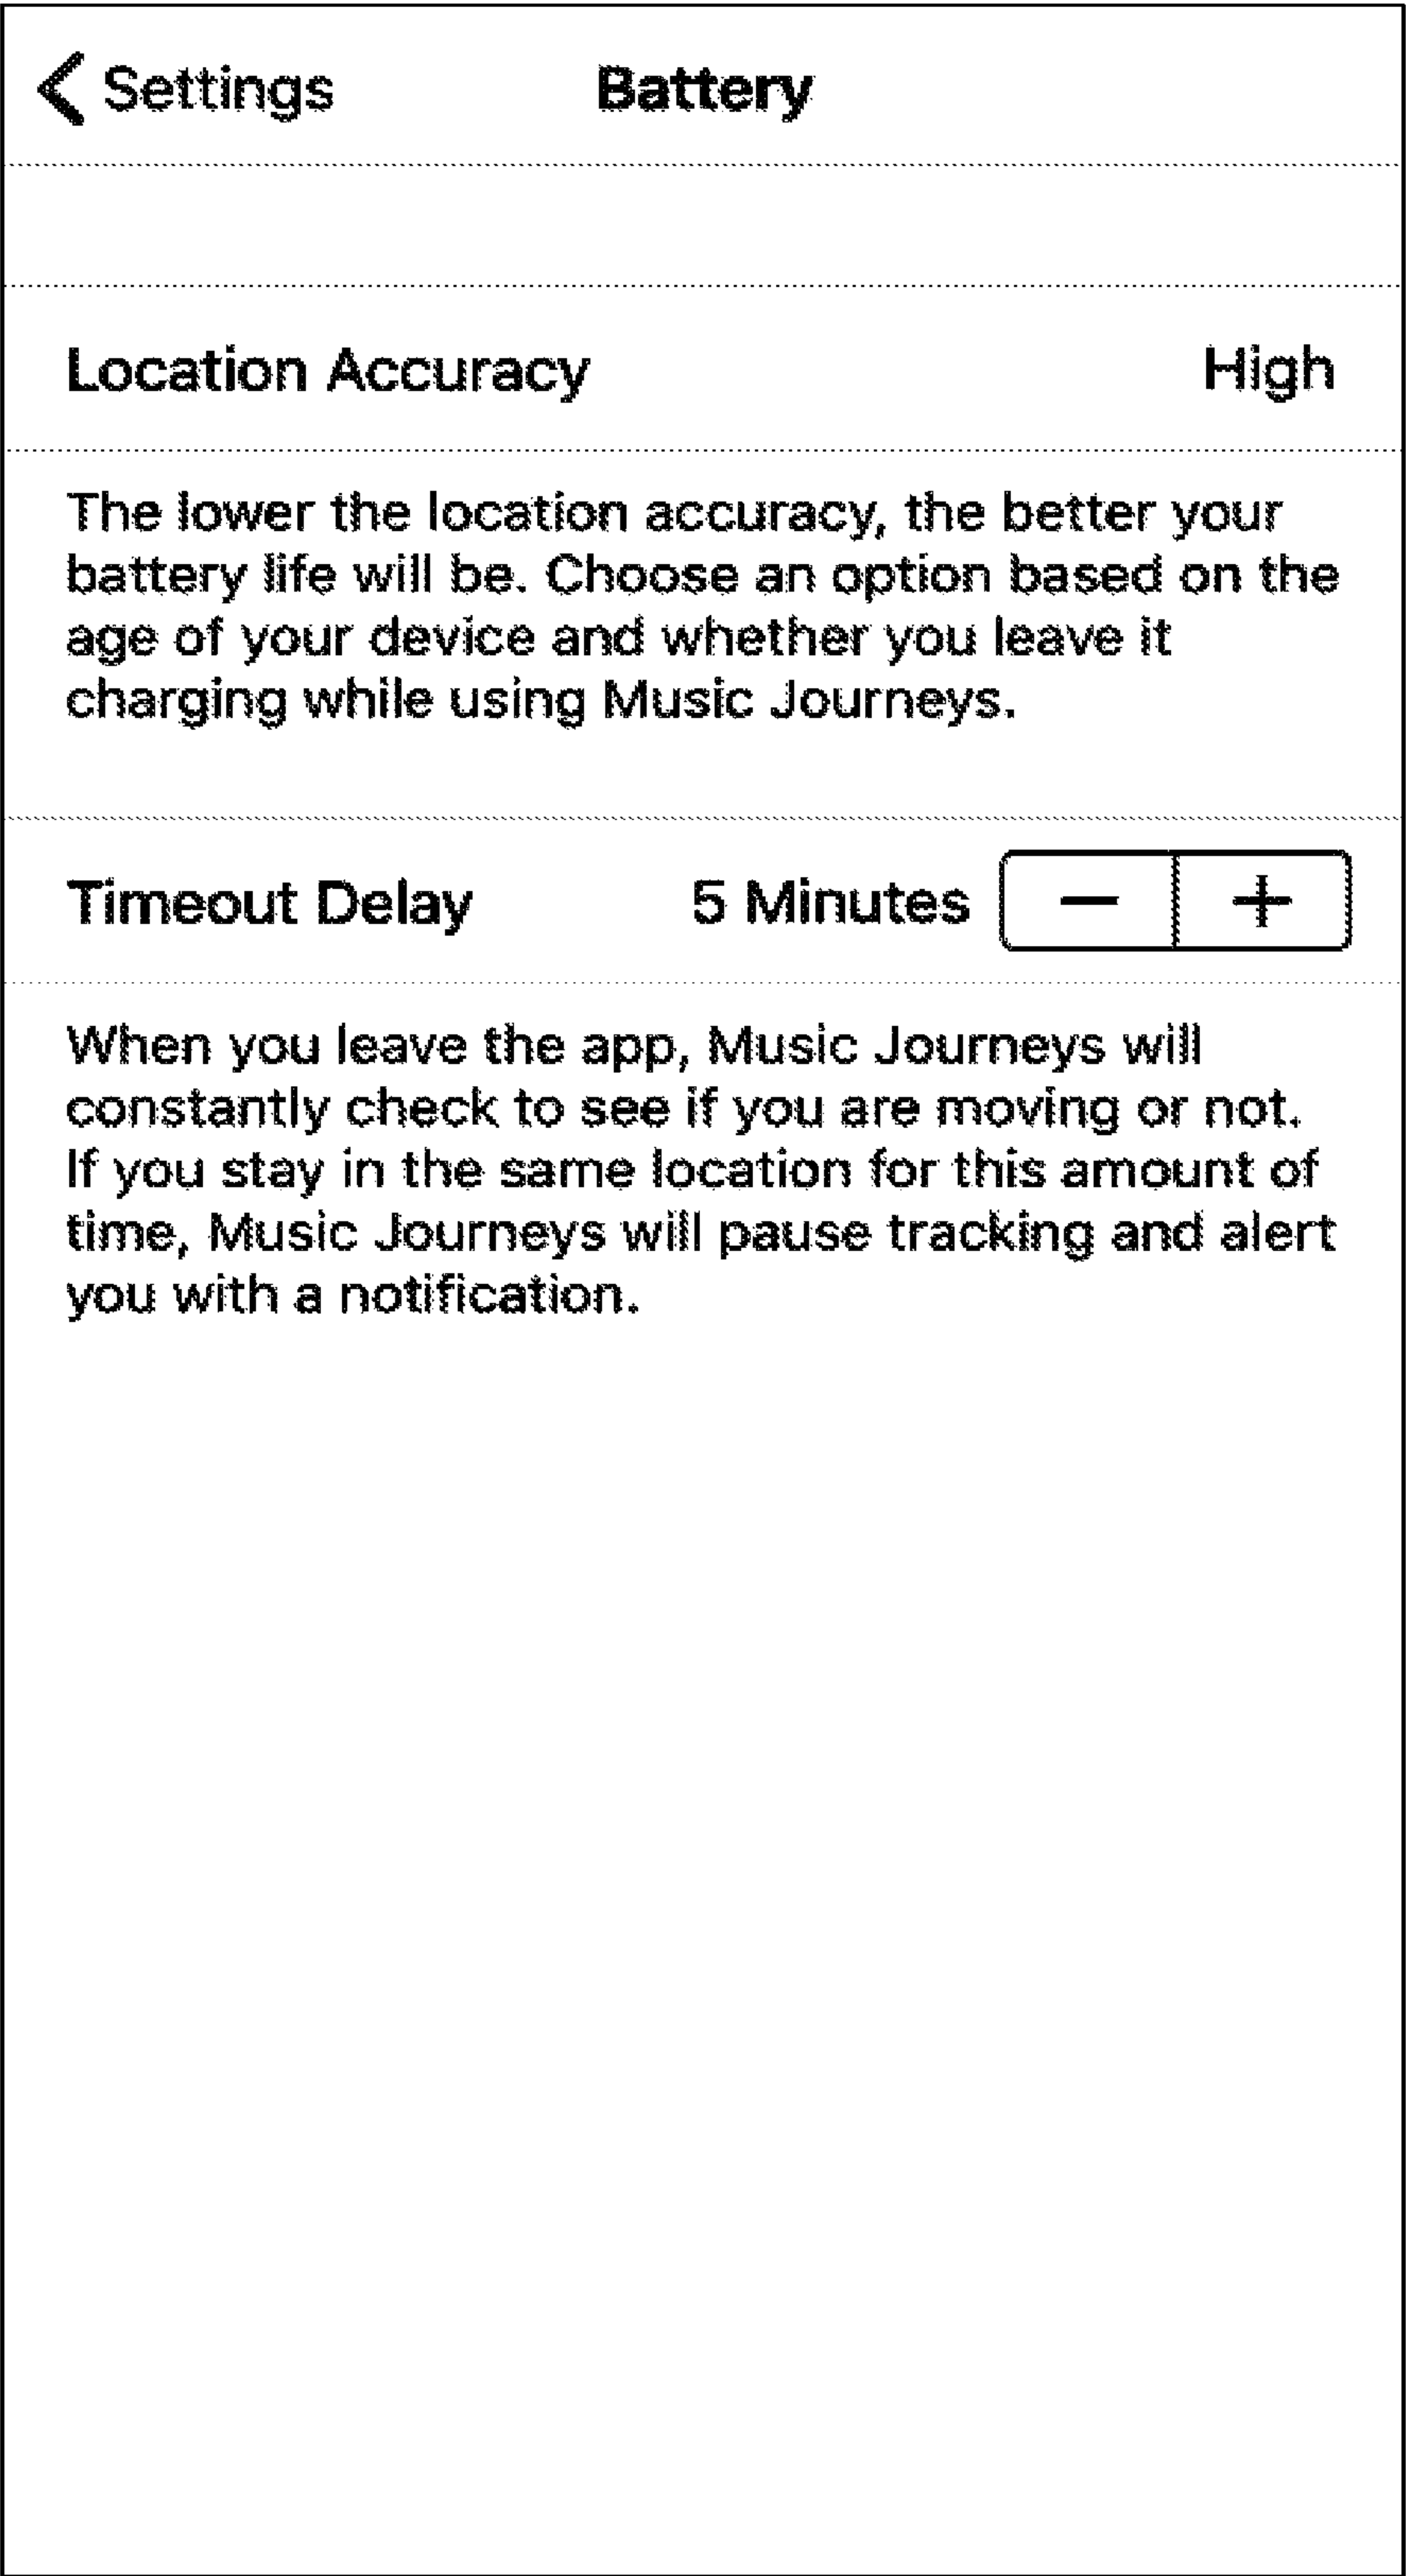 Settings Battery
Location Accuracy High
The lower the location accuracy, the better your
battery life will be. Choose an option based on the
age of your device and whether you leave it
charging while using Music Journeys.
Timeout Delay 5 Minutes − +
When you leave the app, Music Journeys will
constantly check to see if you are moving or not.
If you stay in the same location for this amount of
time, Music Journeys will pause tracking and alert
you with a notification.